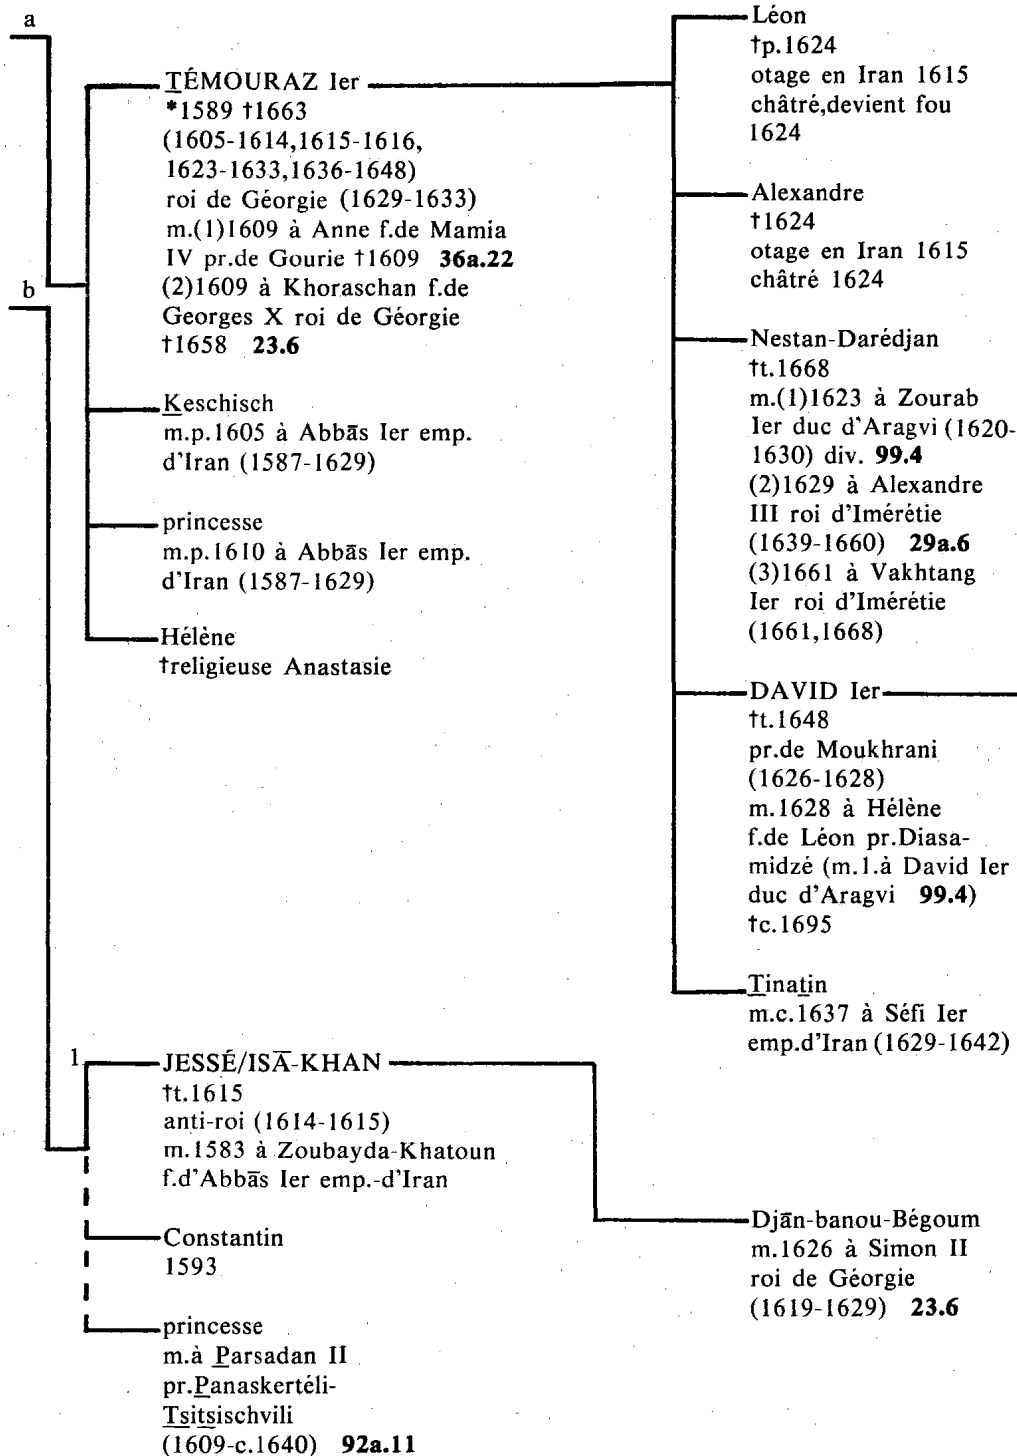 a
TÉMOURAZ Ier
*1589 †1663
(1605-1614,1615-1616,
1623-1633,1636-1648)
roi de Géorgie (1629-1633)
m.(1)1609 à Anne f.de Mamia
IV pr.de Gourie †1609 36a.22
(2)1609 à Khoraschan f.de
Georges X roi de Géorgie
†1658 23.6
Keschisch
m.p.1605 à Abbās Ier emp.
d'Iran (1587-1629)
princesse
m.p.1610 à Abbās Ier emp.
d'Iran (1587-1629)
Hélène
†religieuse Anastasie
Léon
†p.1624
otage en Iran 1615
châtré,devient fou
1624
Alexandre
†1624
otage en Iran 1615
châtré 1624
Nestan-Darédjan
†t.1668
m.(1)1623 à Zourab
Ier duc d'Aragvi (1620-
1630) div. 99.4
(2)1629 à Alexandre
III roi d'Imérétie
(1639-1660) 29a.6
(3)1661 à Vakhtang
Ier roi d'Imérétie
(1661,1668)
DAVID Ier
†t.1648
pr.de Moukhrani
(1626-1628)
m.1628 à Hélène
f.de Léon pr.Diasa-
midzé (m.1.à David Ier
duc d'Aragvi 99.4)
†c.1695
Tinatin
m.c.1637 à Séfi Ier
emp.d'Iran (1629-1642)
b
1
JESSÉ/ISĀ-KHAN
†t.1615
anti-roi (1614-1615)
m.1583 à Zoubayda-Khatoun
f.d'Abbās Ier emp.-d'Iran
Constantin
1593
princesse
m.à Parsadan II
pr.Panaskertéli-
Tsitsischvili
(1609-c.1640) 92a.11
Djān-banou-Bégoum
m.1626 à Simon II
roi de Géorgie
(1619-1629) 23.6